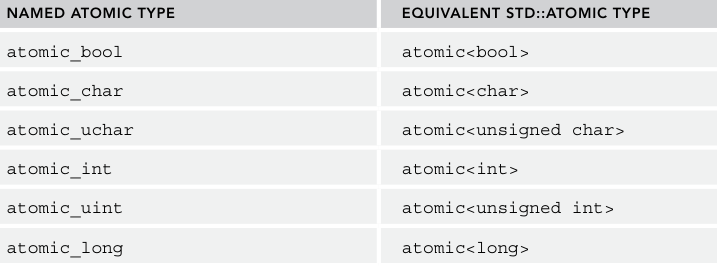 NAMED ATOMIC TYPE EQUIVALENT STD::ATOMIC TYPE
atomic_bool atomic<bool>
atomic_char atomic<char>
atomic_uchar atomic<unsigned char>
atomic_int atomic<int>
atomic_uint atomic<unsigned int>
atomic_long atomic<long>